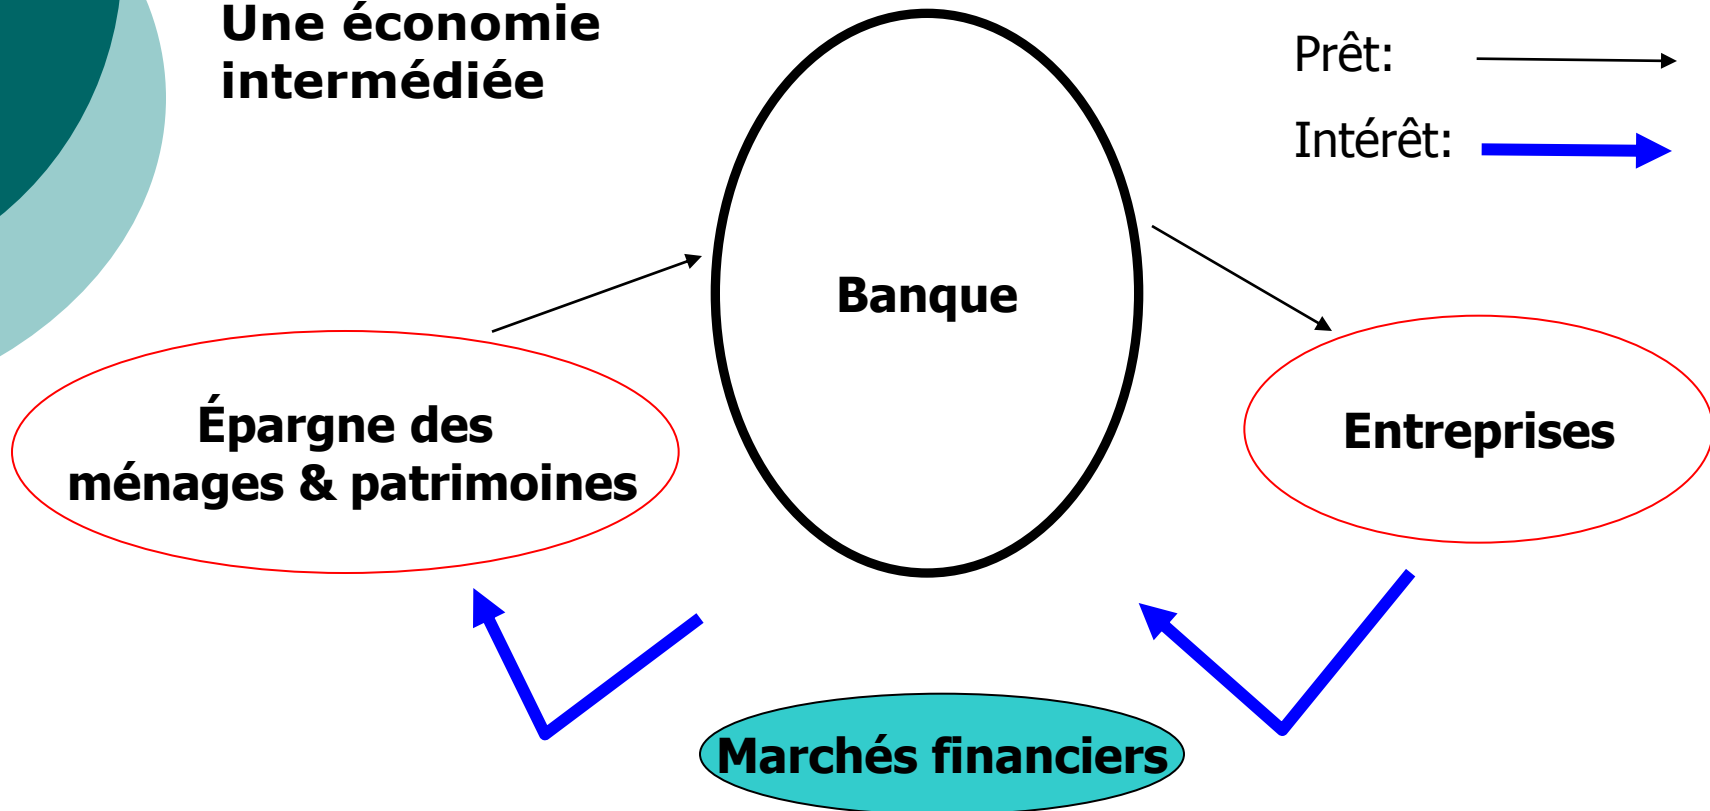 Une économie
intermédiée
Prêt:
Intérêt:
Banque
Épargne des
ménages & patrimoines
Entreprises
Marchés financiers